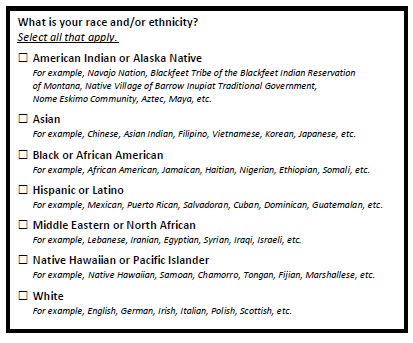 What is your race and/or ethnicity?
Select all that apply.
☐ American Indian or Alaska Native
For example, Navajo Nation, Blackfeet Tribe of the Blackfeet Indian Reservation
of Montana, Native Village of Barrow Inupiat Traditional Government,
Nome Eskimo Community, Aztec, Maya, etc.
☐ Asian
For example, Chinese, Asian Indian, Filipino, Vietnamese, Korean, Japanese, etc.
☐ Black or African American
For example, African American, Jamaican, Haitian, Nigerian, Ethiopian, Somali, etc.
☐ Hispanic or Latino
For example, Mexican, Puerto Rican, Salvadoran, Cuban, Dominican, Guatemalan, etc.
☐ Middle Eastern or North African
For example, Lebanese, Iranian, Egyptian, Syrian, Iraqi, Israeli, etc.
☐ Native Hawaiian or Pacific Islander
For example, Native Hawaiian, Samoan, Chamorro, Tongan, Fijian, Marshallese, etc.
☐ White
For example, English, German, Irish, Italian, Polish, Scottish, etc.